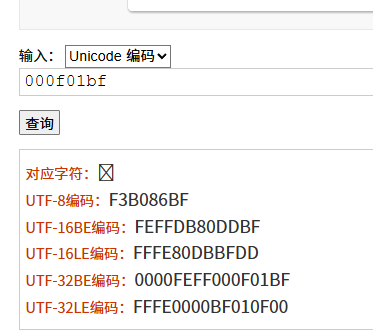 输入： Unicode 编码
000f01bf
查询
对应字符：
UTF-8编码：F3B086BF
UTF-16BE编码：FEFFDB80DDBF
UTF-16LE编码：FFFE80DBBFDD
UTF-32BE编码：0000FEFF000F01BF
UTF-32LE编码：FFFE0000BF010F00